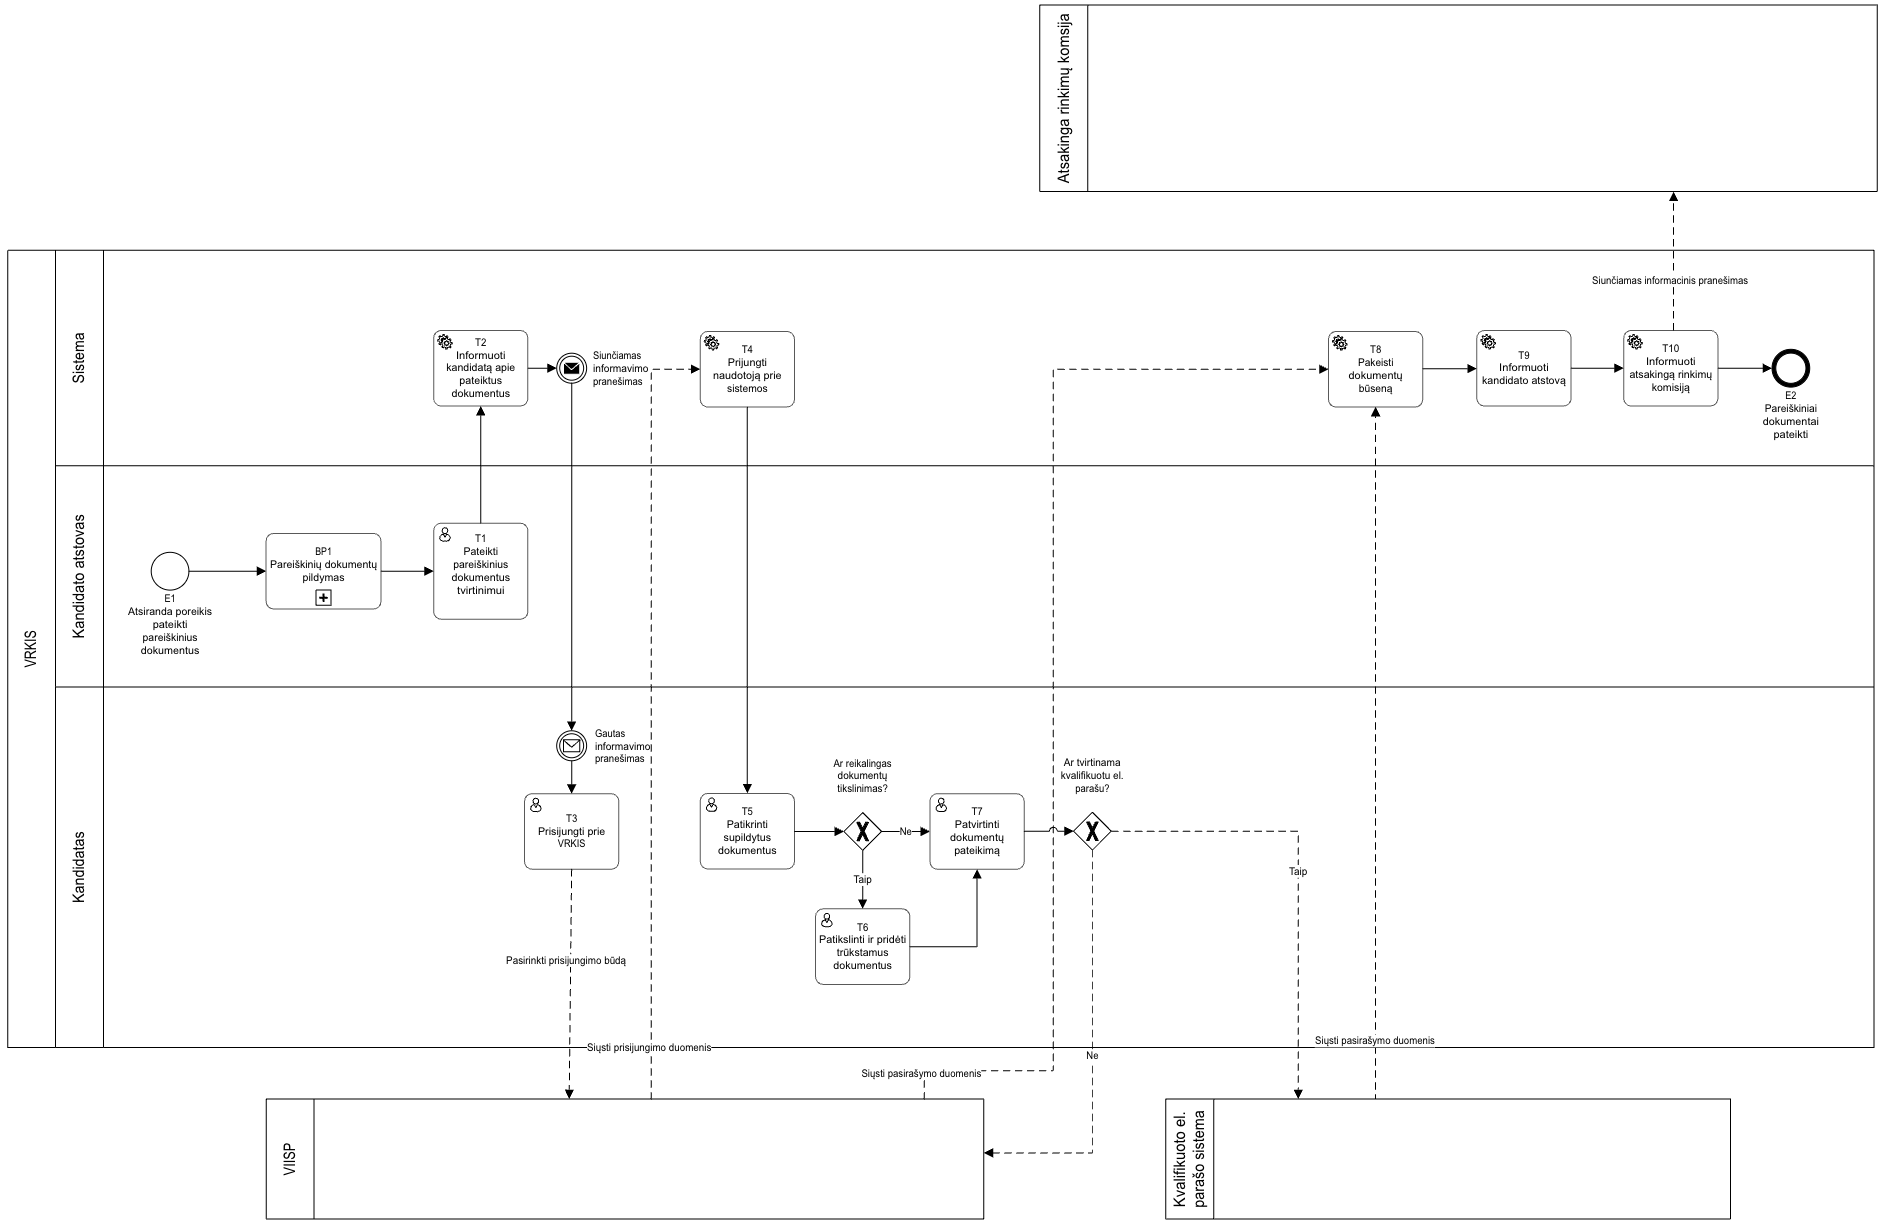 Atsakinga rinkimų komsija
Siunčiamas informacinis pranešimas
VRKIS
Sistema
T2
Informuoti
kandidatą apie
pateiktus
dokumentus
Siunčiamas
informavimo
pranešimas
T4
Prijungti
naudotoją prie
sistemos
T8
Pakeisti
dokumentų
būseną
T9
Informuoti
kandidato atstovą
T10
Informuoti
atsakingą rinkimų
komisiją
E2
Pareiškiniai
dokumentai
pateikti
Kandidato atstovas
E1
Atsiranda poreikis
pateikti
pareiškinius
dokumentus
BP1
Pareiškinių dokumentų
pildymas
T1
Pateikti
pareiškinius
dokumentus
tvirtinimui
Kandidatas
Gautas
informavimo
pranešimas
T3
Prisijungti prie
VRKIS
T5
Patikrinti
supildytus
dokumentus
Ar reikalingas
dokumentų
tikslinimas?
Ne
Taip
T7
Patvirtinti
dokumentų
pateikimą
T6
Patikslinti ir pridėti
trūkstamus
dokumentus
Ar tvirtinama
kvalifikuotu el.
parašu?
Taip
Pasirinkti prisijungimo būdą
Siųsti prisijungimo duomenis
Siųsti pasirašymo duomenis
Ne
Siųsti pasirašymo duomenis
VIISP
Kvalifikuoto el.
parašo sistema